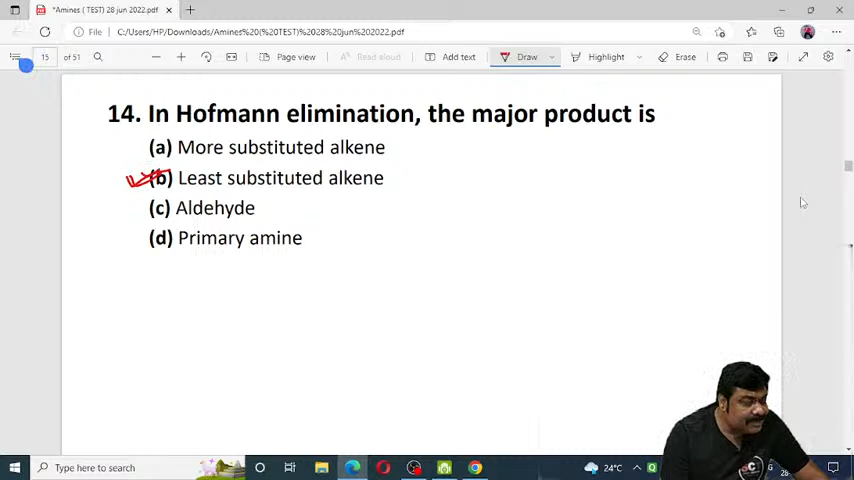 *Amines ( TEST) 28 jun 2022.pdf
File
C:/Users/HP/Downloads/Amines%20(%20TEST)%2028%20jun%202022.pdf
15 of 51
Page view
Read aloud
Add text
Draw
Highlight
Erase
14. In Hofmann elimination, the major product is
(a) More substituted alkene
(b) Least substituted alkene
(c) Aldehyde
(d) Primary amine
Type here to search
24°C